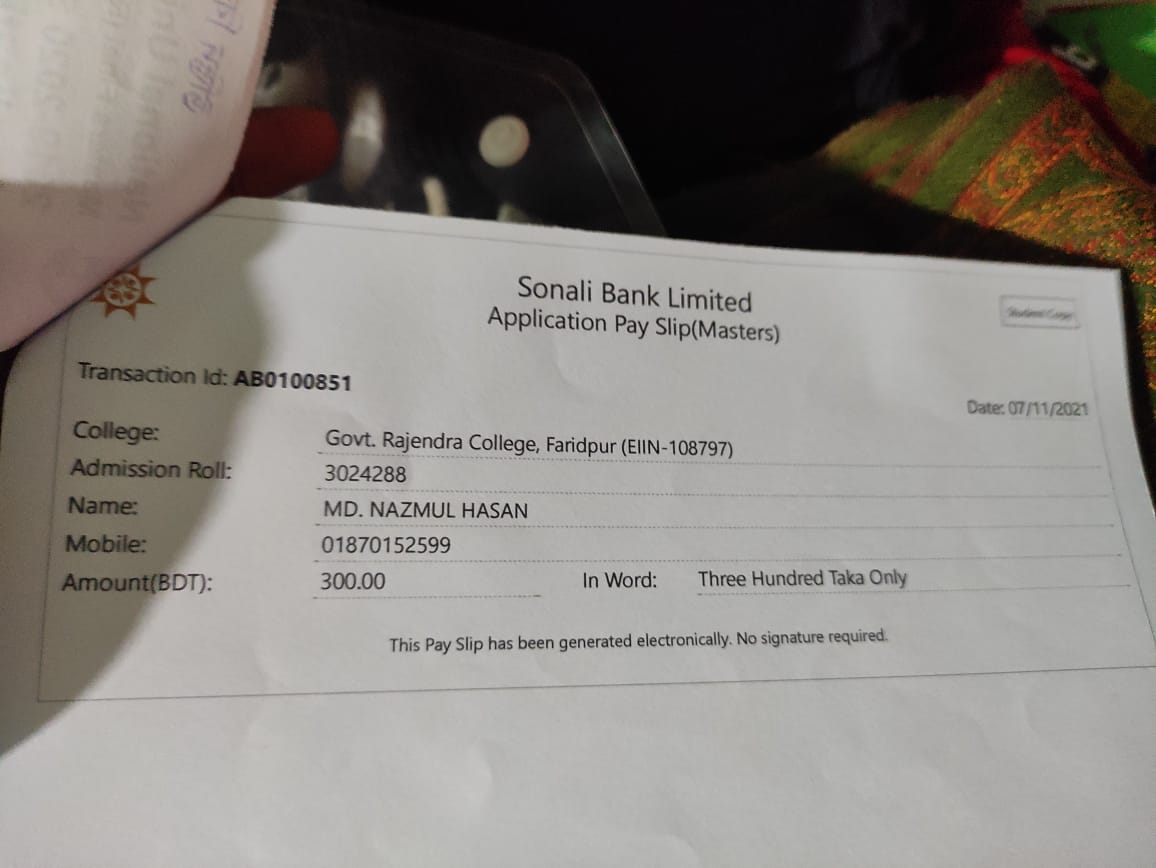 Sonali Bank Limited
Application Pay Slip(Masters)
Student Copy
Transaction Id: AB0100851
Date: 07/11/2021
College: Govt. Rajendra College, Faridpur (EIIN-108797)
Admission Roll: 3024288
Name: MD. NAZMUL HASAN
Mobile: 01870152599
Amount(BDT): 300.00 In Word: Three Hundred Taka Only
This Pay Slip has been generated electronically. No signature required.